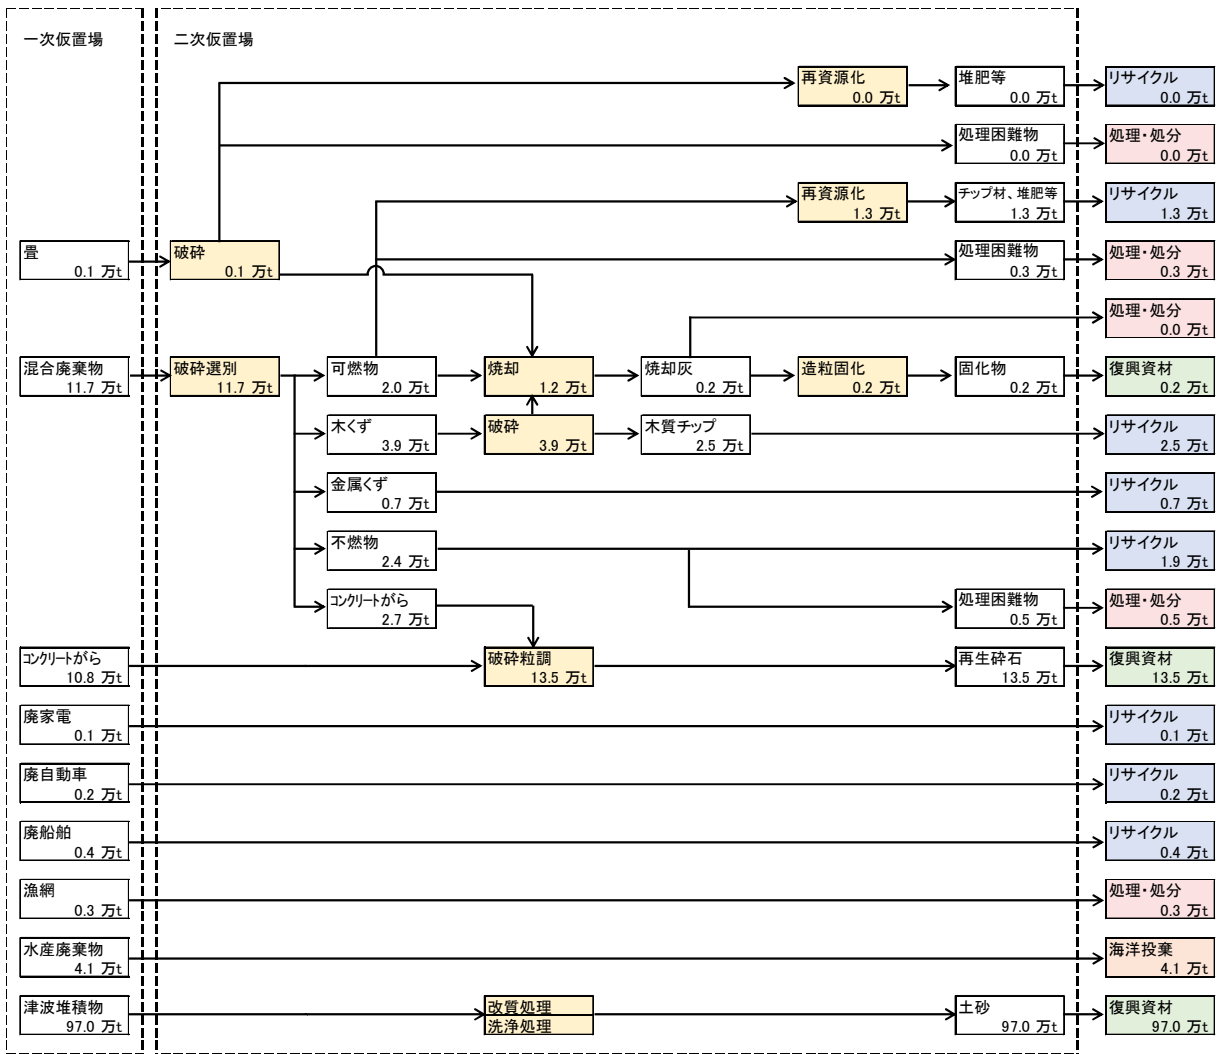 一次仮置場
二次仮置場
再資源化
0.0 万t
堆肥等
0.0 万t
リサイクル
0.0 万t
処理困難物
0.0 万t
処理・処分
0.0 万t
再資源化
1.3 万t
チップ材、堆肥等
1.3 万t
リサイクル
1.3 万t
畳
0.1 万t
破砕
0.1 万t
処理困難物
0.3 万t
処理・処分
0.3 万t
処理・処分
0.0 万t
混合廃棄物
11.7 万t
破砕選別
11.7 万t
可燃物
2.0 万t
焼却
1.2 万t
焼却灰
0.2 万t
造粒固化
0.2 万t
固化物
0.2 万t
復興資材
0.2 万t
木くず
3.9 万t
破砕
3.9 万t
木質チップ
2.5 万t
リサイクル
2.5 万t
金属くず
0.7 万t
リサイクル
0.7 万t
不燃物
2.4 万t
リサイクル
1.9 万t
コンクリートがら
2.7 万t
処理困難物
0.5 万t
処理・処分
0.5 万t
コンクリートがら
10.8 万t
破砕粒調
13.5 万t
再生砕石
13.5 万t
復興資材
13.5 万t
廃家電
0.1 万t
リサイクル
0.1 万t
廃自動車
0.2 万t
リサイクル
0.2 万t
廃船舶
0.4 万t
リサイクル
0.4 万t
漁網
0.3 万t
処理・処分
0.3 万t
水産廃棄物
4.1 万t
海洋投棄
4.1 万t
津波堆積物
97.0 万t
改質処理
洗浄処理
土砂
97.0 万t
復興資材
97.0 万t